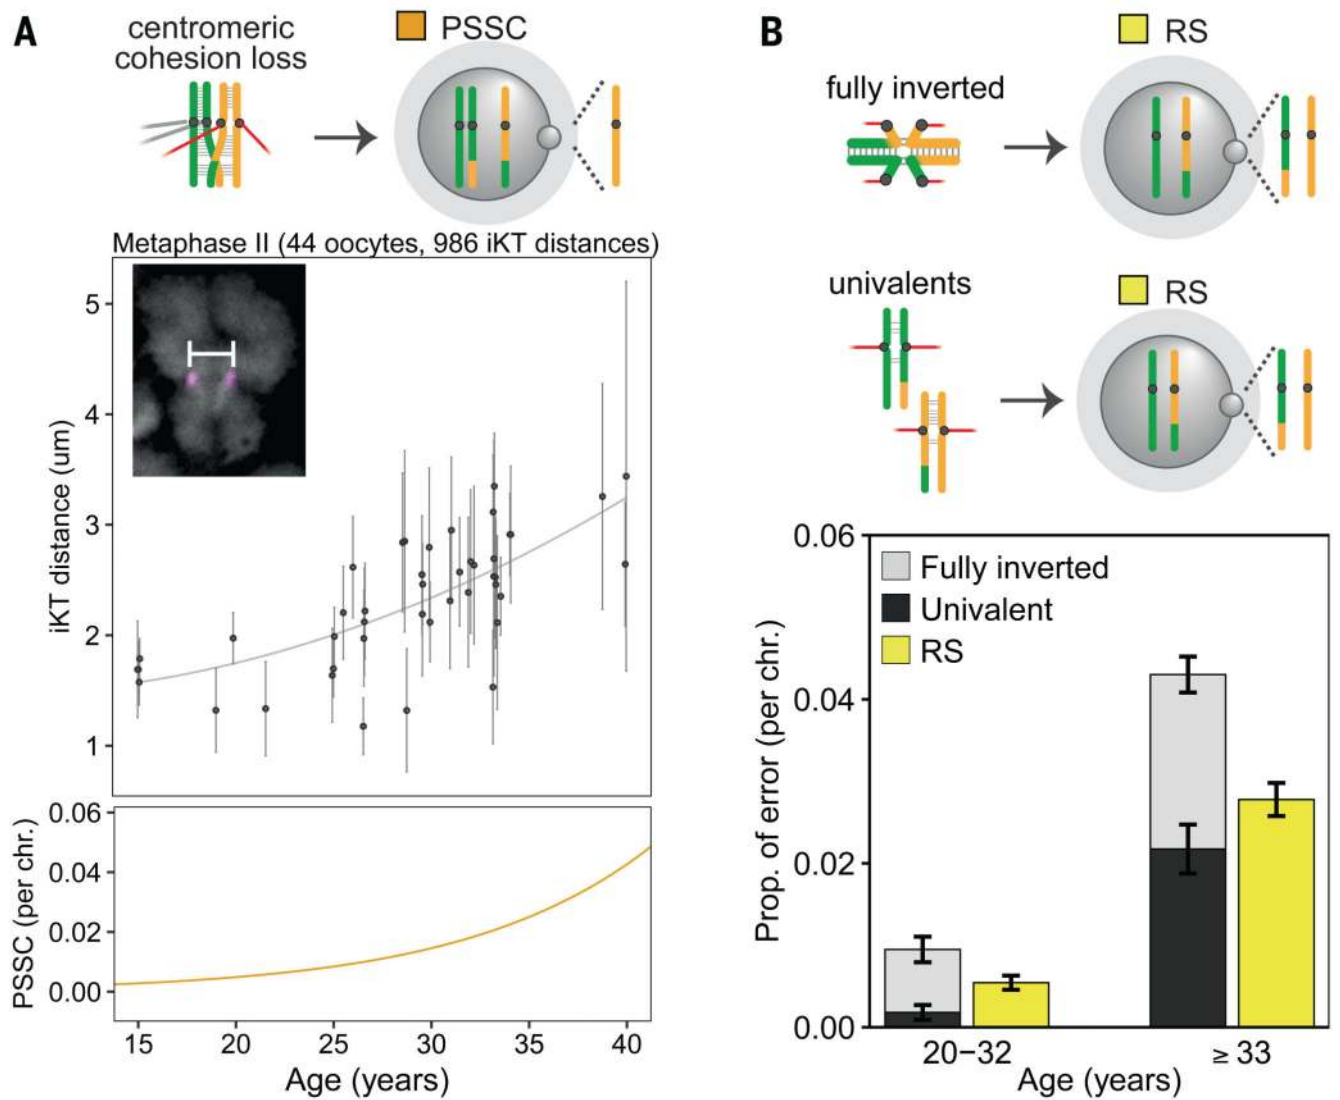 A
centromeric
cohesion loss
PSSC
Metaphase II (44 oocytes, 986 iKT distances)
iKT distance (um)
5
4
3
2
1
PSSC (per chr.)
0.06
0.04
0.02
0.00
15 20 25 30 35 40
Age (years)
B
RS
fully inverted
RS
univalents
Prop. of error (per chr.)
0.06
0.04
0.02
0.00
Fully inverted
Univalent
RS
20−32 ≥ 33
Age (years)